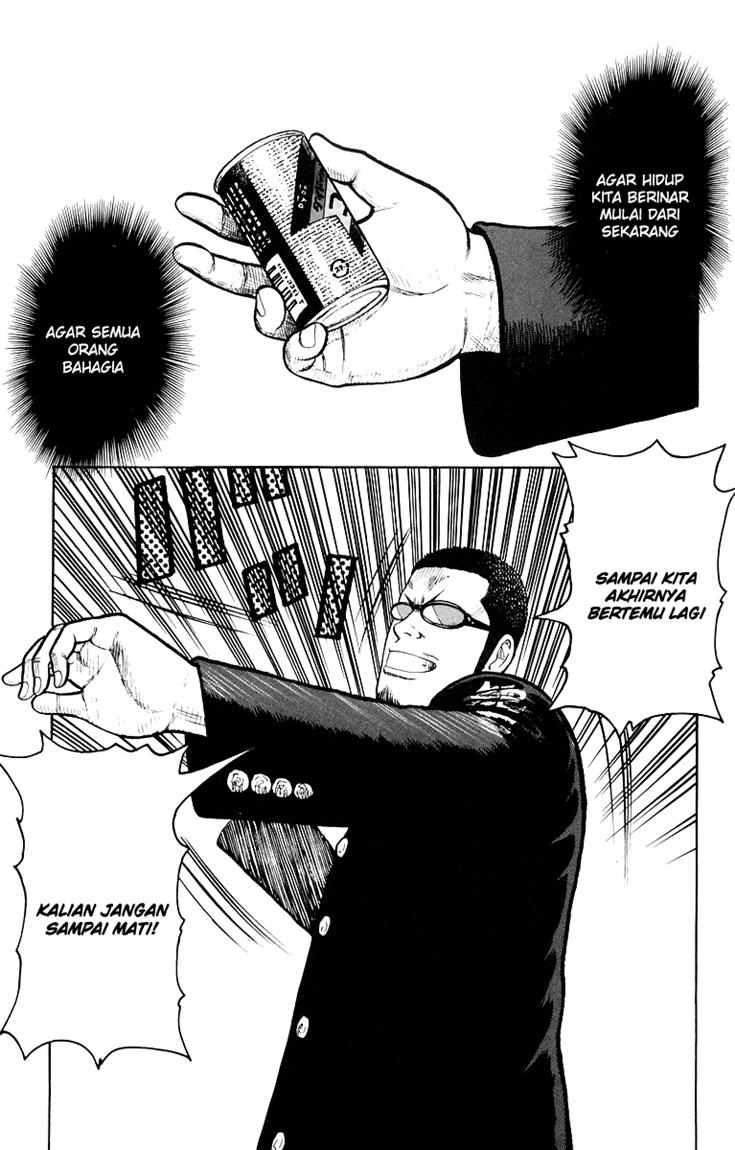 AGAR HIDUP
KITA BERINAR
MULAI DARI
SEKARANG
AGAR SEMUA
ORANG
BAHAGIA
SAMPAI KITA
AKHIRNYA
BERTEMU LAGI
KALIAN JANGAN
SAMPAI MATI!